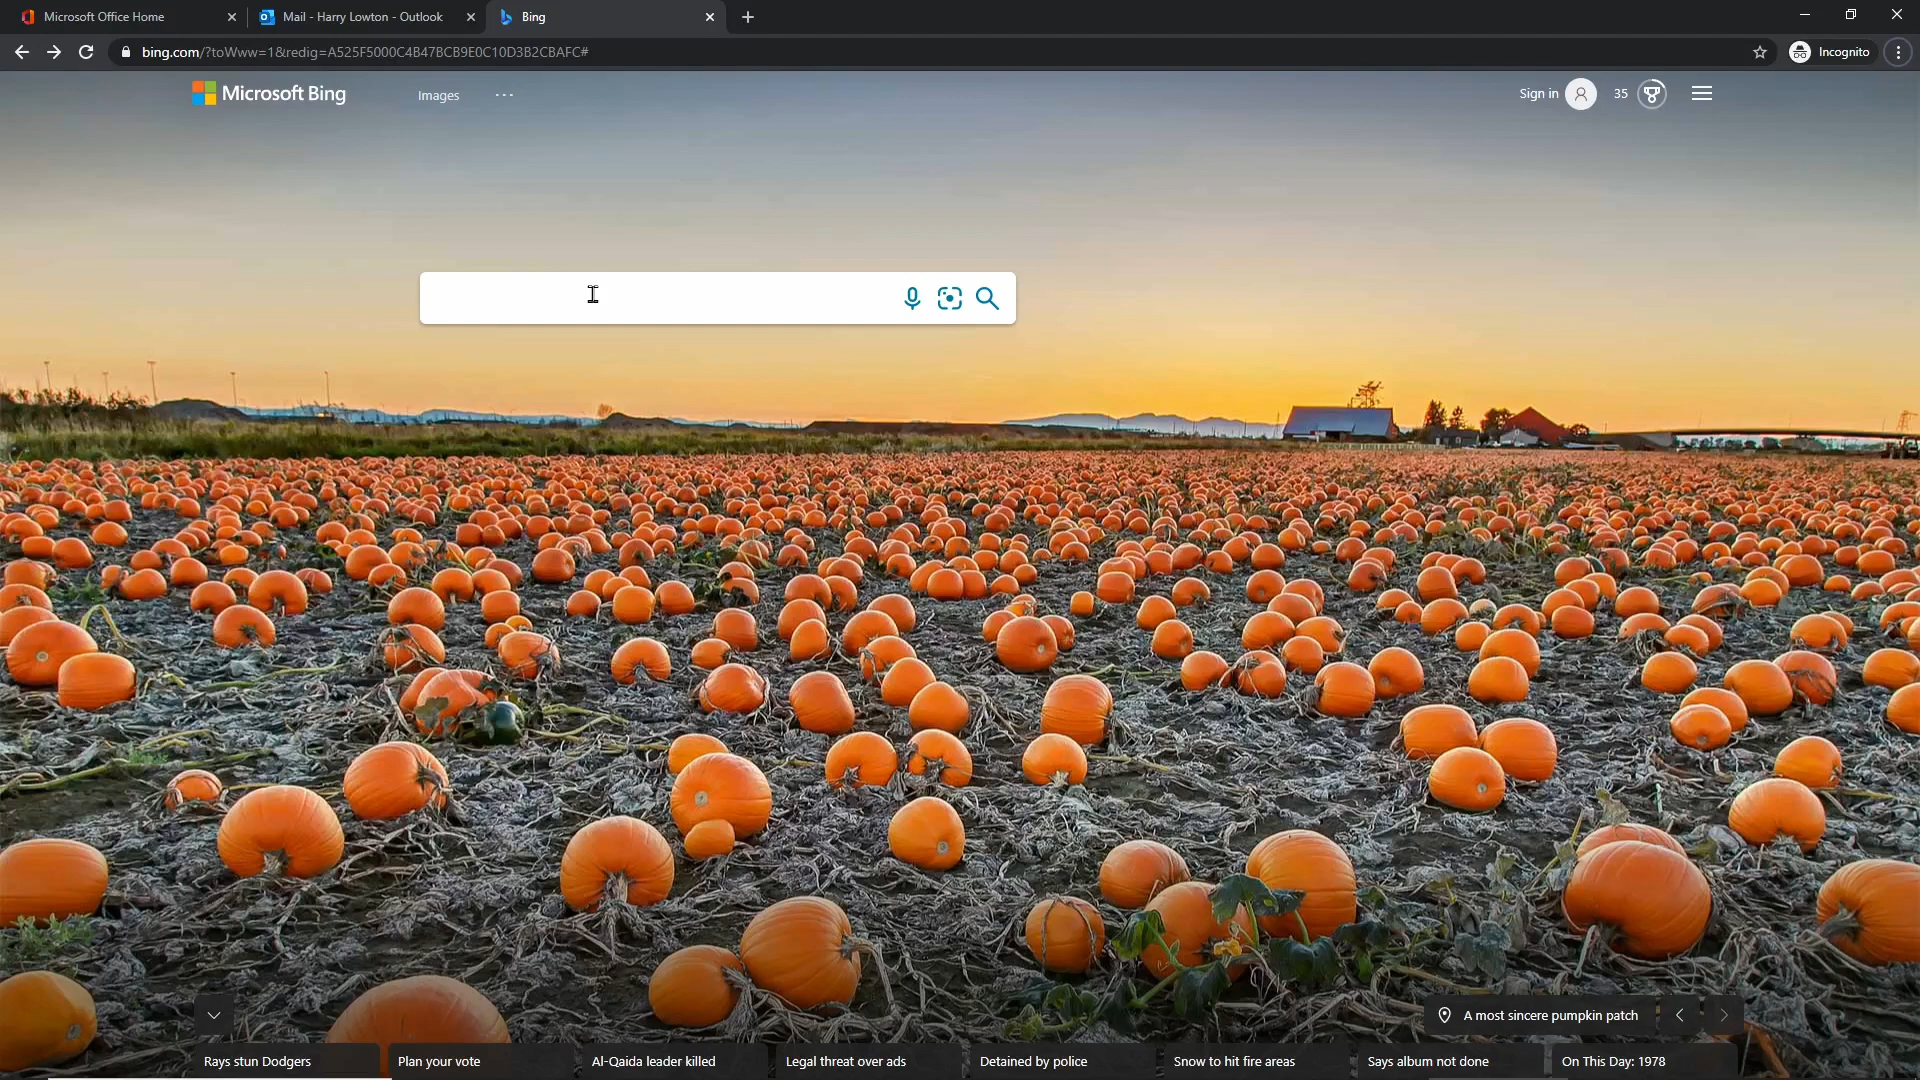 Microsoft Office Home
Mail - Harry Lowton - Outlook
Bing
bing.com/?toWww=1&redig=A525F5000C4B47BCB9E0C10D3B2CBAFC#
Incognito
Microsoft Bing
Images
Sign in
35
A most sincere pumpkin patch
Rays stun Dodgers
Plan your vote
Al-Qaida leader killed
Legal threat over ads
Detained by police
Snow to hit fire areas
Says album not done
On This Day: 1978